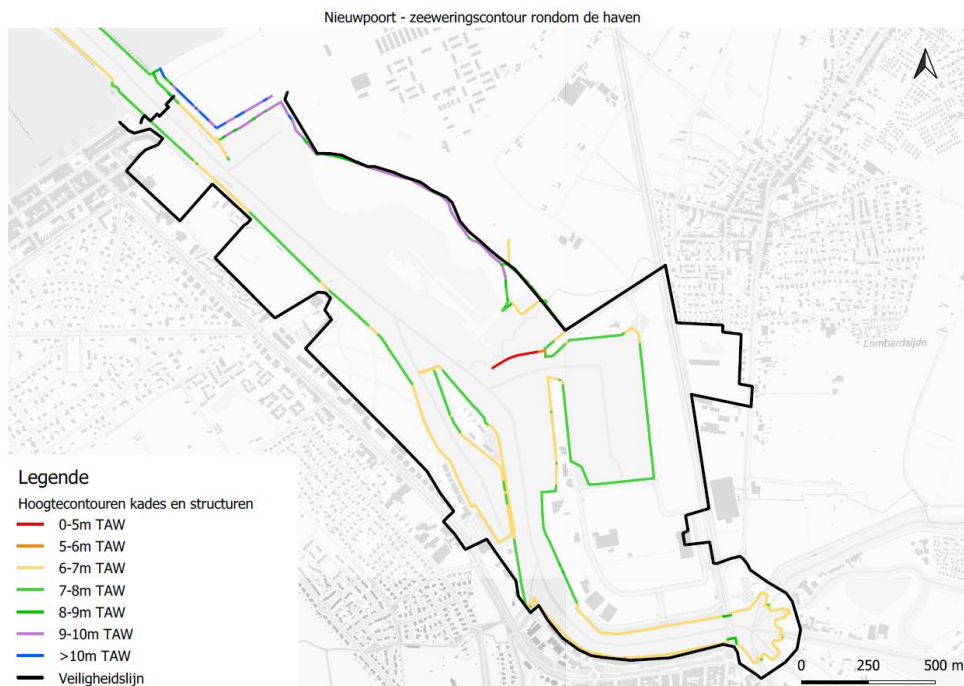 Nieuwpoort - zeeweringscontour rondom de haven
Lombardsijde
Legende
Hoogtecontouren kades en structuren
0-5m TAW
5-6m TAW
6-7m TAW
7-8m TAW
8-9m TAW
9-10m TAW
>10m TAW
Veiligheidslijn
0 250 500 m